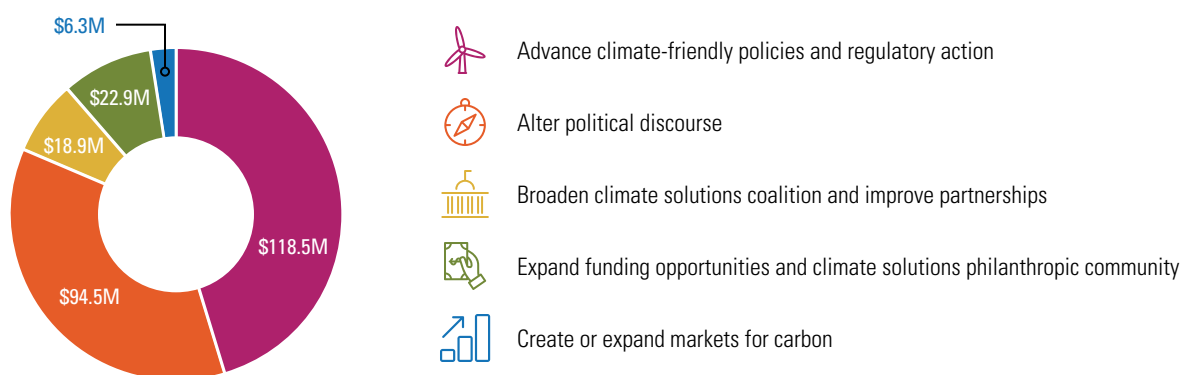 $6.3M
$22.9M
$18.9M
$118.5M
$94.5M
Advance climate-friendly policies and regulatory action
Alter political discourse
Broaden climate solutions coalition and improve partnerships
Expand funding opportunities and climate solutions philanthropic community
Create or expand markets for carbon